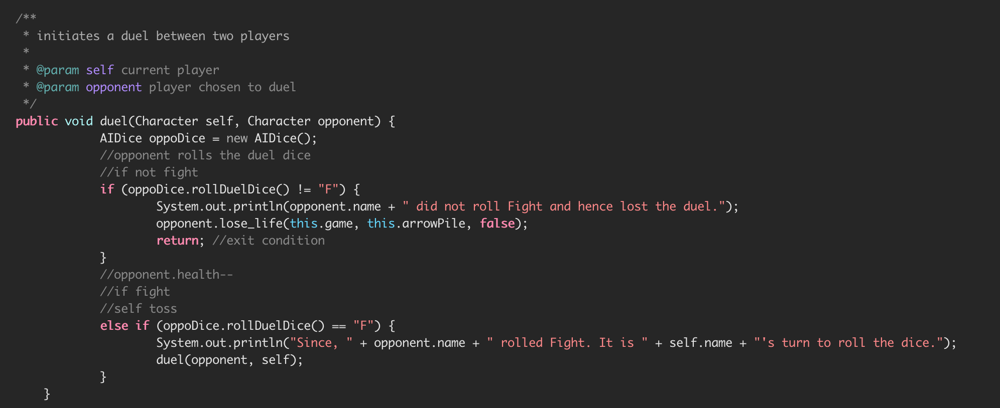 /**
 * initiates a duel between two players
 *
 * @param self current player
 * @param opponent player chosen to duel
 */
public void duel(Character self, Character opponent) {
            AIDice oppoDice = new AIDice();
            //opponent rolls the duel dice
            //if not fight
            if (oppoDice.rollDuelDice() != "F") {
                    System.out.println(opponent.name + " did not roll Fight and hence lost the duel.");
                    opponent.lose_life(this.game, this.arrowPile, false);
                    return; //exit condition
            }
            //opponent.health--
            //if fight
            //self toss
            else if (oppoDice.rollDuelDice() == "F") {
                    System.out.println("Since, " + opponent.name + " rolled Fight. It is " + self.name + "'s turn to roll the dice.");
                    duel(opponent, self);
            }
    }